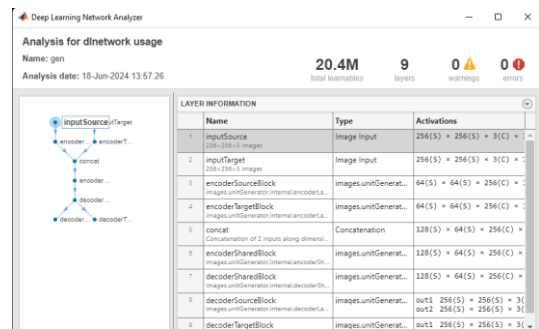 Deep Learning Network Analyzer
Analysis for dlnetwork usage
Name: gen
Analysis date: 18-Jun-2024 13:57:26
20.4M
total learnables
9
layers
0
warnings
0
errors
inputSource
utTarget
encoder...
encoderT...
concat
encoder...
decoder...
decoder...
decoderT...
LAYER INFORMATION
Name Type Activations
1 inputSource Image Input 256(S) × 256(S) × 3(C) ×
256×256×3 images
2 inputTarget Image Input 256(S) × 256(S) × 3(C) ×
256×256×3 images
3 encoderSourceBlock images.unitGenerat... 64(S) × 64(S) × 256(C) ×
images.unitGenerator.internal.encoderLa...
4 encoderTargetBlock images.unitGenerat... 64(S) × 64(S) × 256(C) ×
images.unitGenerator.internal.encoderLa...
5 concat Concatenation 128(S) × 64(S) × 256(C) ×
Concatenation of 2 inputs along dimensi...
6 encoderSharedBlock images.unitGenerat... 128(S) × 64(S) × 256(C) ×
images.unitGenerator.internal.encoderSh...
7 decoderSharedBlock images.unitGenerat... 128(S) × 64(S) × 256(C) ×
images.unitGenerator.internal.decoderSh...
8 decoderSourceBlock images.unitGenerat... out1 256(S) × 256(S) × 3(
images.unitGenerator.internal.decoderLa... out2 256(S) × 256(S) × 3(
9 decoderTargetBlock images.unitGenerat... out1 256(S) × 256(S) × 3(